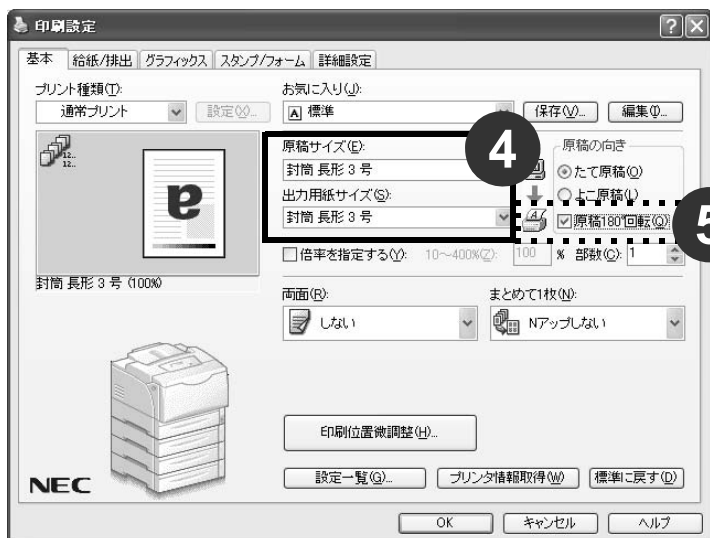 印刷設定
基本 給紙/排出 グラフィックス スタンプ/フォーム 詳細設定
プリント種類(T):
通常プリント 設定(X)...
お気に入り(J):
A 標準 保存(V)... 編集(I)...
原稿サイズ(E):
封筒 長形 3 号
出力用紙サイズ(S):
封筒 長形 3 号
4
原稿の向き
たて原稿(O)
よこ原稿(L)
原稿180°回転(Q)
5
倍率を指定する(Y): 10~400%(Z): 100 % 部数(C): 1
12..
12..
a
封筒 長形 3 号 (100%)
両面(R):
しない
まとめて1枚(N):
Nアップしない
印刷位置微調整(H)...
NEC
設定一覧(G)... プリンタ情報取得(W) 標準に戻す(D)
OK キャンセル ヘルプ